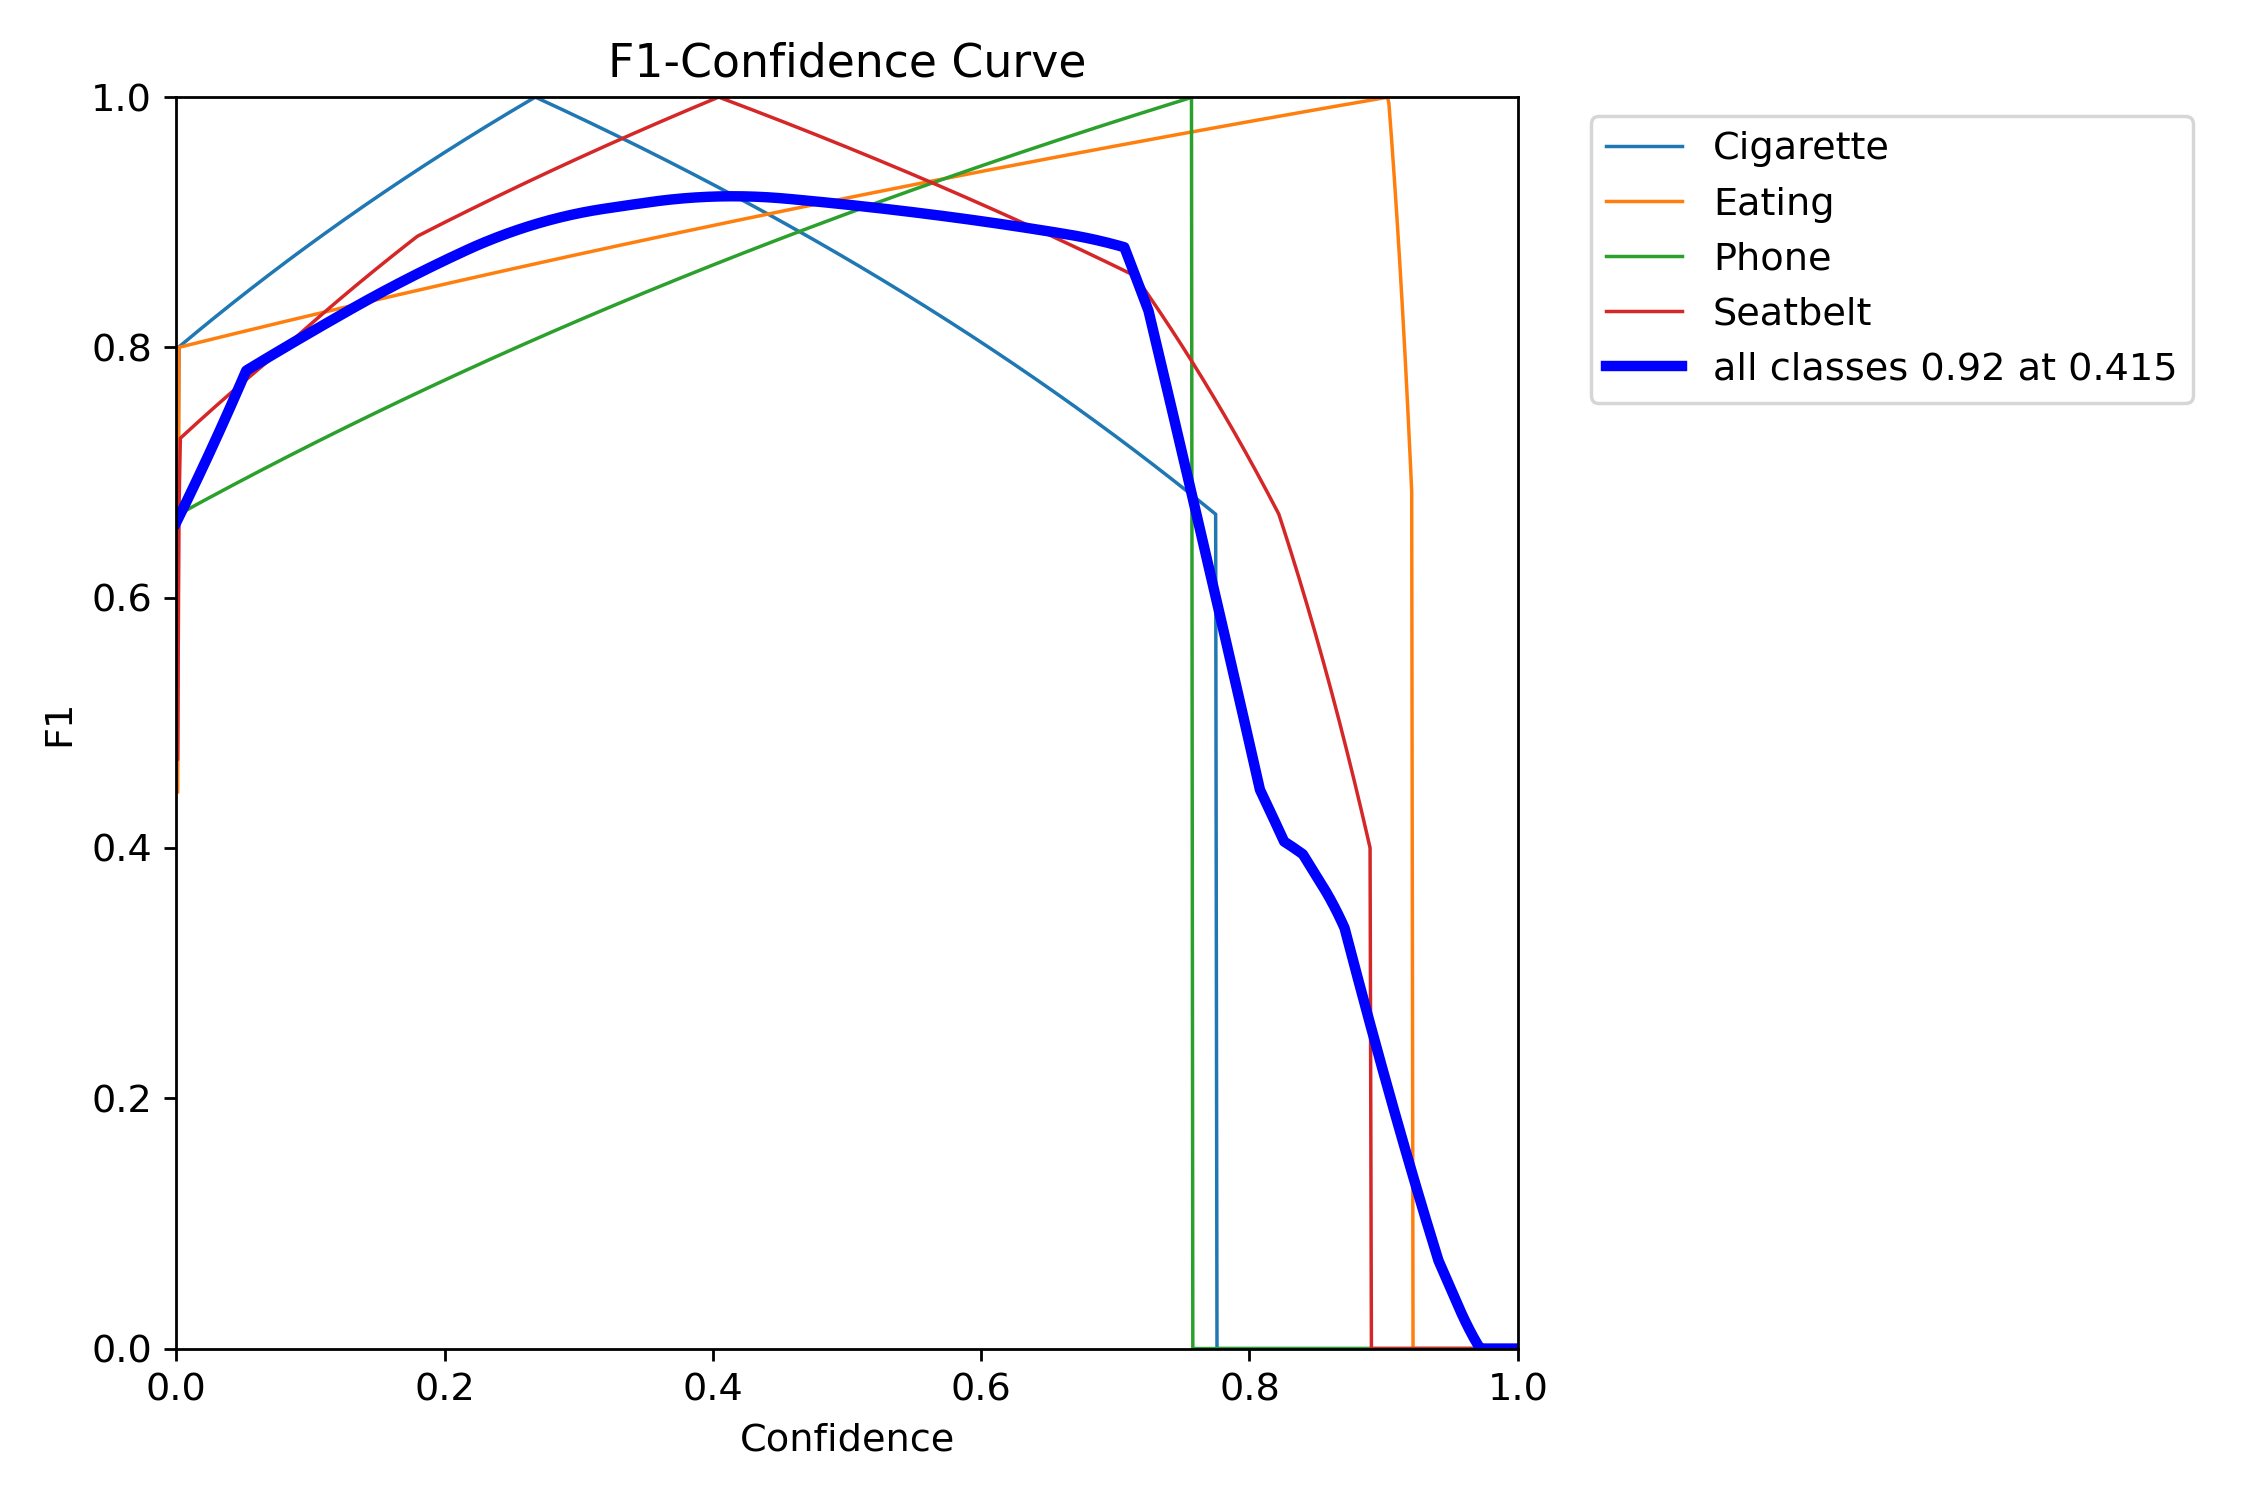 F1-Confidence Curve
1.0
0.8
0.6
0.4
0.2
0.0
F1
0.0 0.2 0.4 0.6 0.8 1.0
Confidence
Cigarette
Eating
Phone
Seatbelt
all classes 0.92 at 0.415